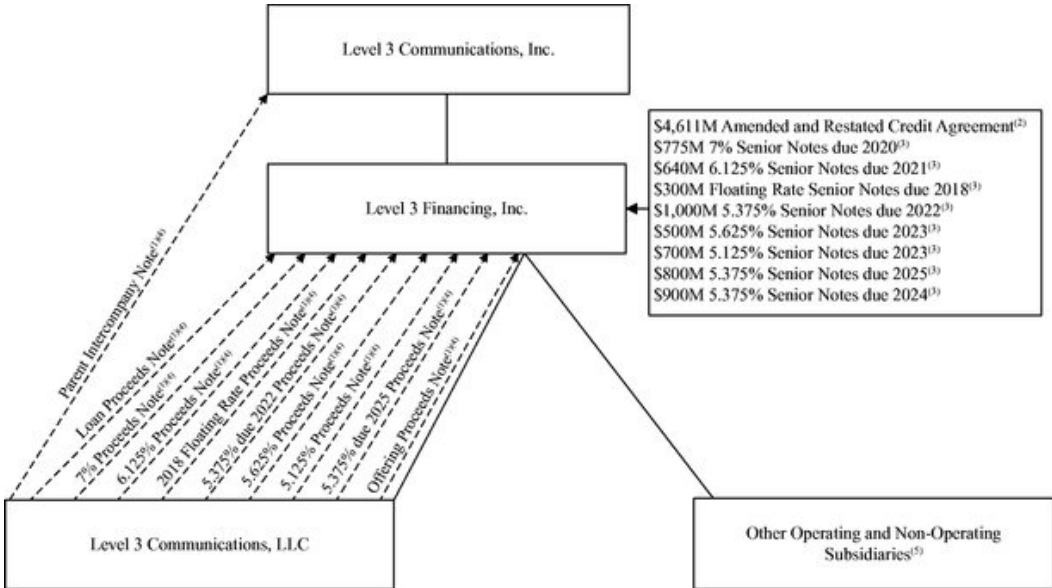 Level 3 Communications, Inc.
$4,611M Amended and Restated Credit Agreement(2)
$775M 7% Senior Notes due 2020(3)
$640M 6.125% Senior Notes due 2021(3)
$300M Floating Rate Senior Notes due 2018(3)
$1,000M 5.375% Senior Notes due 2022(3)
$500M 5.625% Senior Notes due 2023(3)
$700M 5.125% Senior Notes due 2023(3)
$800M 5.375% Senior Notes due 2025(3)
$900M 5.375% Senior Notes due 2024(3)
Level 3 Financing, Inc.
Parent Intercompany Note(1)(4)
Loan Proceeds Note(1)(4)
7% Proceeds Note(1)(4)
6.125% Proceeds Note(1)(4)
2018 Floating Rate Proceeds Note(1)(4)
5.375% due 2022 Proceeds Note(1)(4)
5.625% Proceeds Note(1)(4)
5.125% Proceeds Note(1)(4)
5.375% due 2025 Proceeds Note(1)(4)
Offering Proceeds Note(1)(4)
Level 3 Communications, LLC
Other Operating and Non-Operating
Subsidiaries(5)